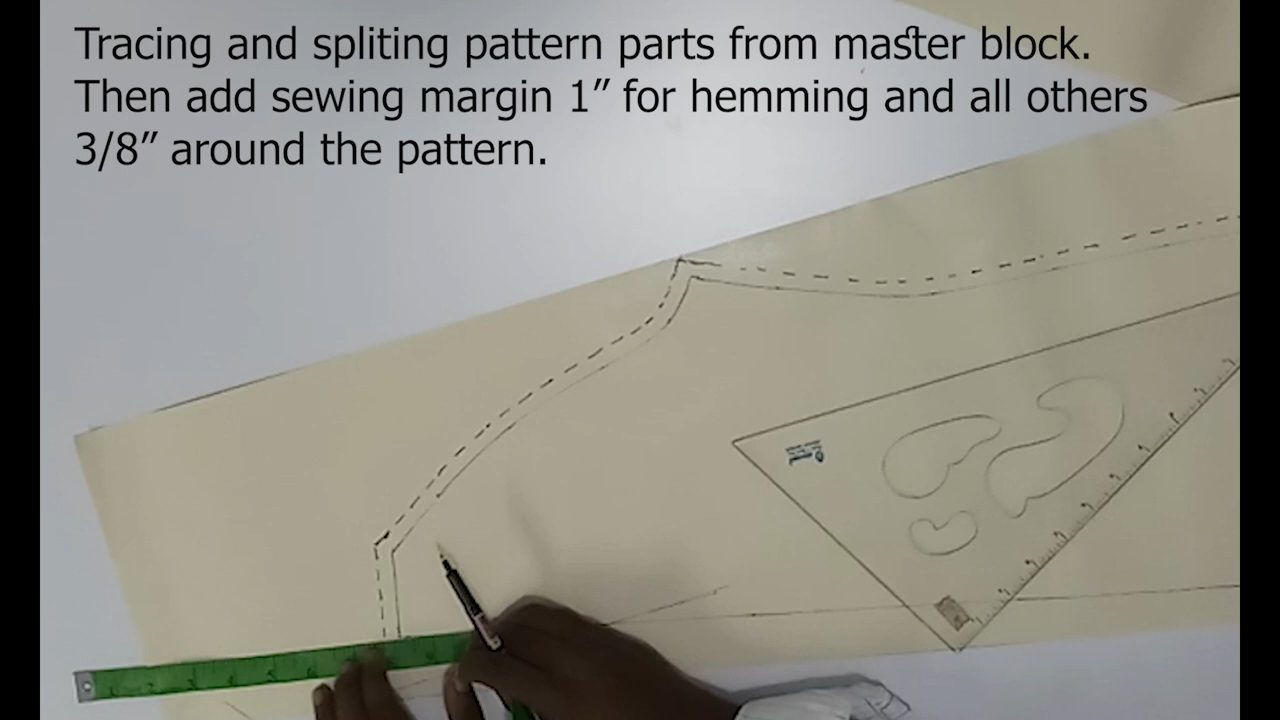 Tracing and spliting pattern parts from master block.
Then add sewing margin 1” for hemming and all others
3/8” around the pattern.